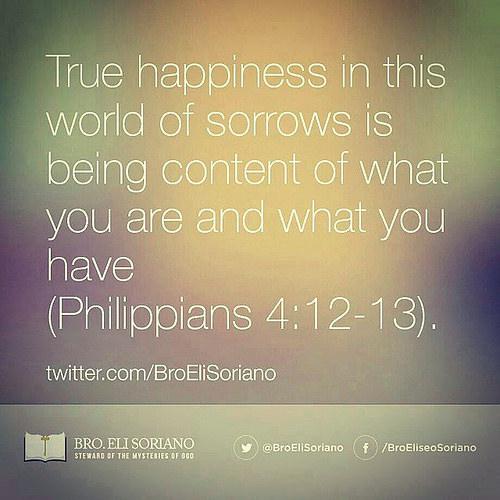 True happiness in this
world of sorrows is
being content of what
you are and what you
have
(Philippians 4:12-13).
twitter.com/BroEliSoriano
BRO. ELI SORIANO
STEWARD OF THE MYSTERIES OF GOD
@BroEliSoriano
/BroEliseoSoriano